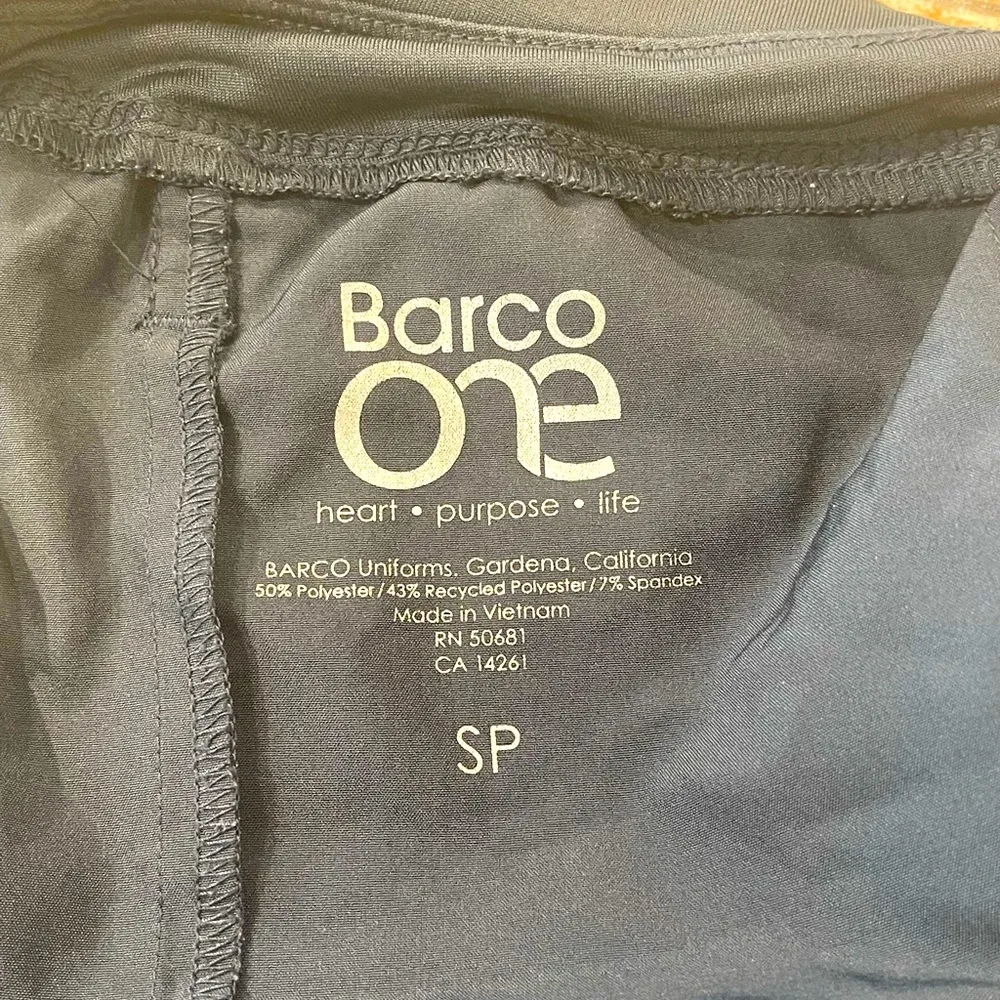 Barco
One
heart • purpose • life
BARCO Uniforms. Gardena, California
50% Polyester/43% Recycled Polyester/7% Spandex
Made in Vietnam
RN 50681
CA 14261
SP